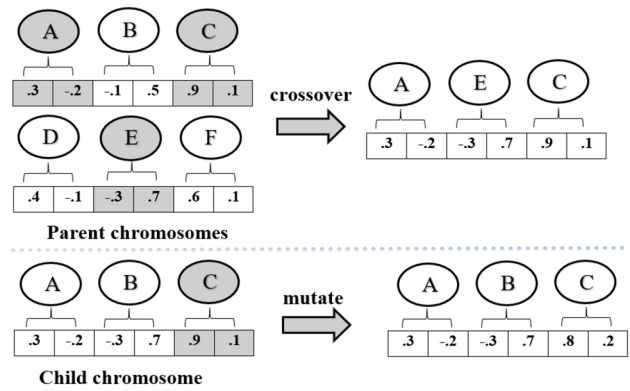 A B C
.3 -.2 -.1 .5 .9 .1
crossover
A E C
.3 -.2 -.3 .7 .9 .1
D E F
.4 -.1 -.3 .7 .6 .1
Parent chromosomes
A B C
.3 -.2 -.3 .7 .9 .1
mutate
A B C
.3 -.2 -.3 .7 .8 .2
Child chromosome